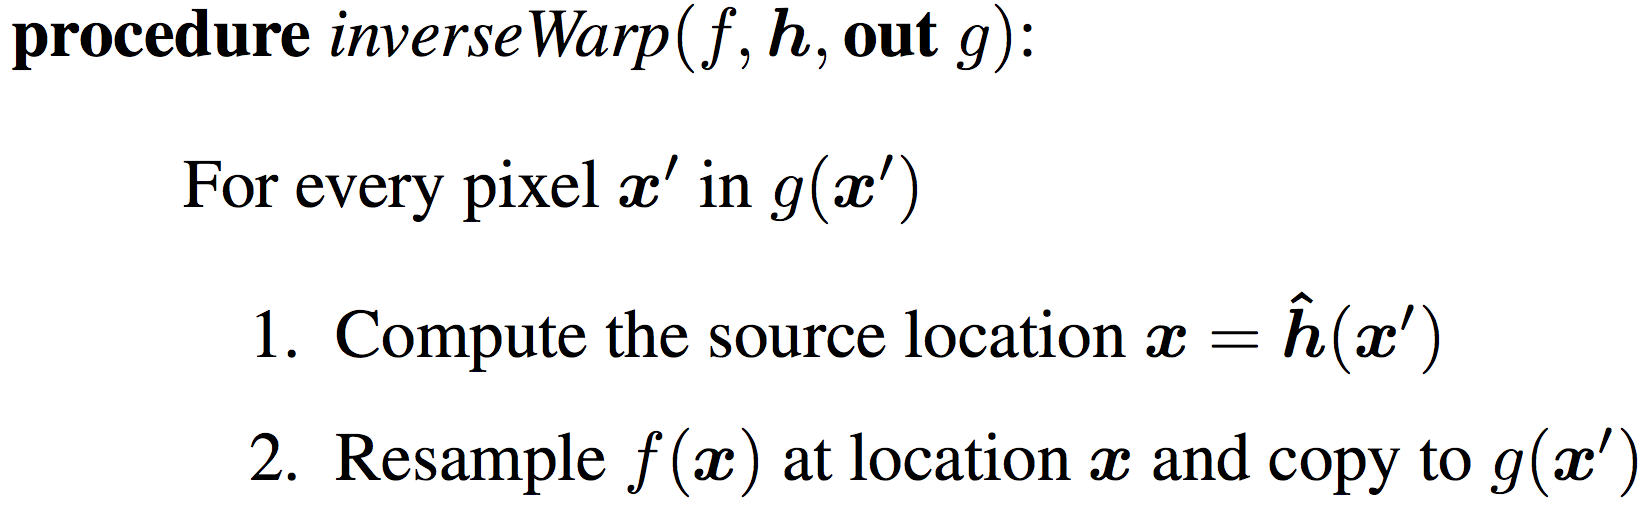 procedure inverseWarp(f, h, out g):
For every pixel x′ in g(x′)
1. Compute the source location x = ĥ(x′)
2. Resample f(x) at location x and copy to g(x′)